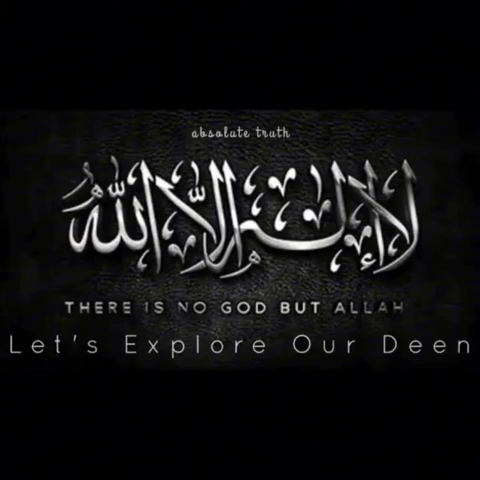 absolute truth
لا إله إلا الله
THERE IS NO GOD BUT ALLAH
Let's Explore Our Deen